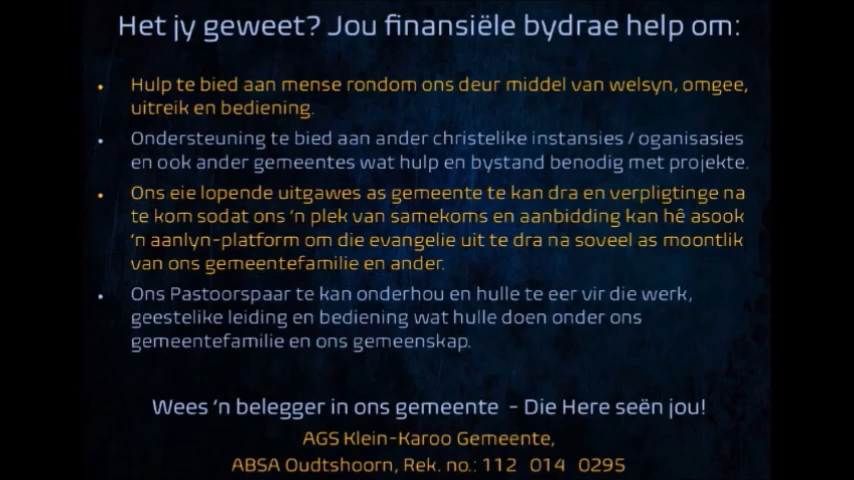 Het jy geweet? Jou finansiële bydrae help om:
• Hulp te bied aan mense rondom ons deur middel van welsyn, omgee,
uitreik en bediening.
• Ondersteuning te bied aan ander christelike instansies / oganisasies
en ook ander gemeentes wat hulp en bystand benodig met projekte.
• Ons eie lopende uitgawes as gemeente te kan dra en verpligtinge na
te kom sodat ons 'n plek van samekoms en aanbidding kan hê asook
'n aanlyn-platform om die evangelie uit te dra na soveel as moontlik
van ons gemeentefamilie en ander.
• Ons Pastoorspaar te kan onderhou en hulle te eer vir die werk,
geestelike leiding en bediening wat hulle doen onder ons
gemeentefamilie en ons gemeenskap.
Wees 'n belegger in ons gemeente - Die Here seën jou!
AGS Klein-Karoo Gemeente,
ABSA Oudtshoorn, Rek. no.: 112 014 0295